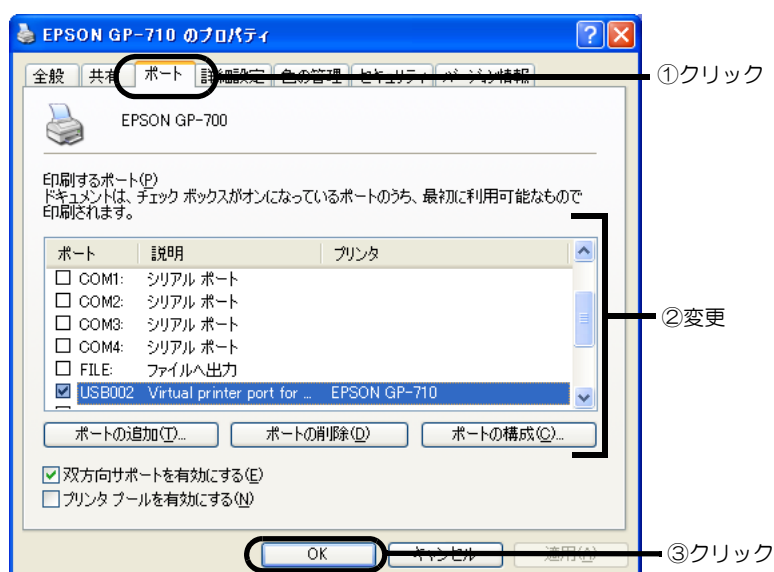 EPSON GP-710 のプロパティ
全般 共有 ポート 詳細設定 色の管理 セキュリティ バージョン情報
①クリック
EPSON GP-700
印刷するポート(P)
ドキュメントは、チェック ボックスがオンになっているポートのうち、最初に利用可能なもので
印刷されます。
ポート 説明 プリンタ
COM1: シリアル ポート
COM2: シリアル ポート
COM3: シリアル ポート
COM4: シリアル ポート
FILE: ファイルへ出力
USB002 Virtual printer port for ... EPSON GP-710
②変更
ポートの追加(T)... ポートの削除(D) ポートの構成(C)...
双方向サポートを有効にする(E)
プリンタ プールを有効にする(N)
OK キャンセル 適用(A)
③クリック